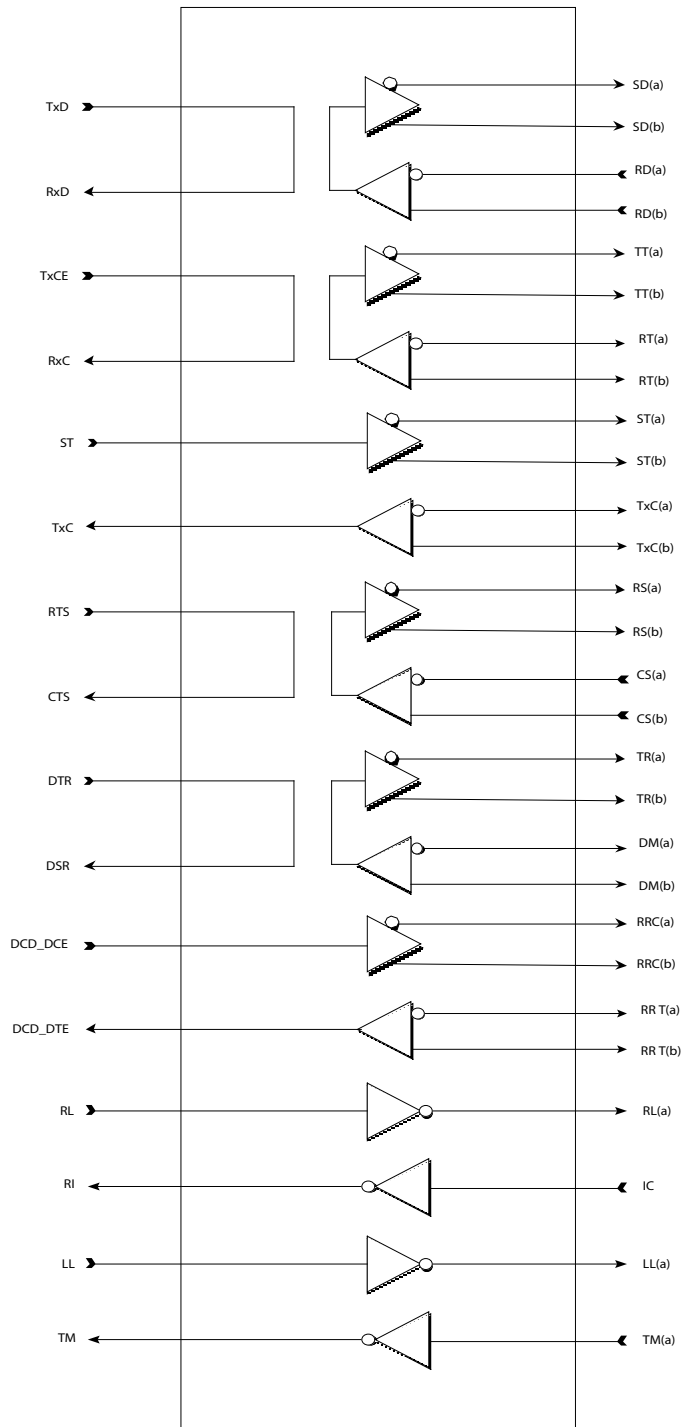 TxD
SD(a)
SD(b)
RxD
RD(a)
RD(b)
TxCE
TT(a)
TT(b)
RxC
RT(a)
RT(b)
ST
ST(a)
ST(b)
TxC
TxC(a)
TxC(b)
RTS
RS(a)
RS(b)
CTS
CS(a)
CS(b)
DTR
TR(a)
TR(b)
DSR
DM(a)
DM(b)
DCD_DCE
RRC(a)
RRC(b)
DCD_DTE
RR T(a)
RR T(b)
RL
RL(a)
RI
IC
LL
LL(a)
TM
TM(a)